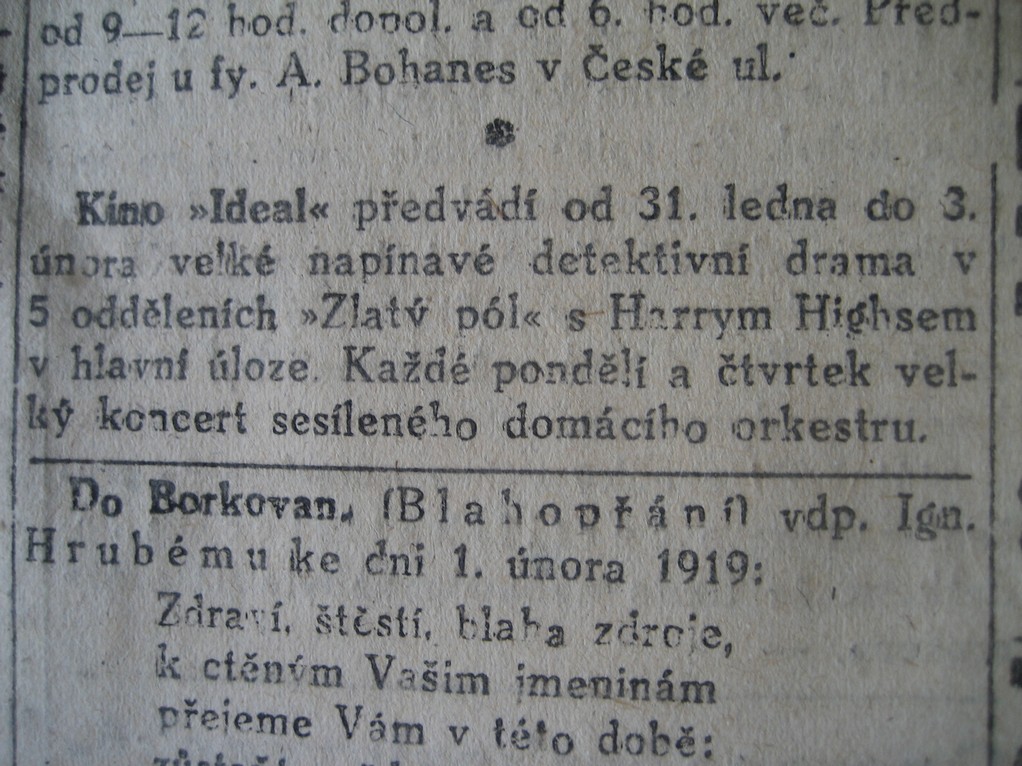 od 9—12 hod. dopol. a od 6. hod. več. Před-
prodej u fy. A. Bohanes v České ul.
Kino »Ideal« předvádí od 31. ledna do 3.
února velké napínavé detektivní drama v
5 odděleních »Zlatý pól« s Harrym Highsem
v hlavní úloze. Každé pondělí a čtvrtek vel-
ký koncert sesíleného domácího orkestru.
Do Borkovan. (Blahopřání) vdp. Ign.
Hrubému ke dni 1. února 1919:
Zdraví, štěstí, blaha zdroje,
k ctěným Vašim jmeninám
přejeme Vám v této době: